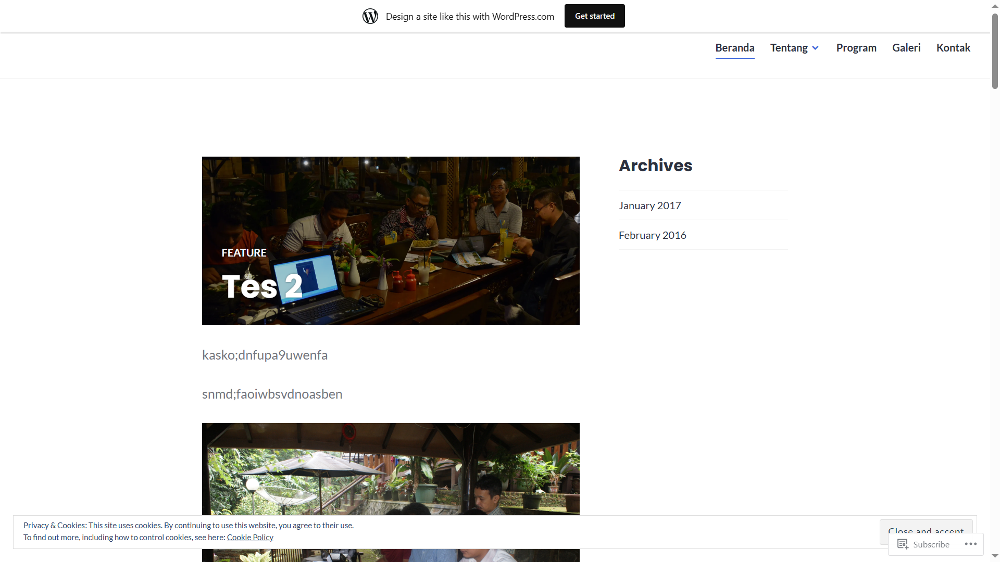 Design a site like this with WordPress.com
Get started
Beranda
Tentang
Program
Galeri
Kontak
FEATURE
Tes 2
Archives
January 2017
February 2016
kasko;dnfupa9uwenfa
snmd;faoiwbsvdnoasben
Privacy & Cookies: This site uses cookies. By continuing to use this website, you agree to their use.
To find out more, including how to control cookies, see here: Cookie Policy
Close and accept
Subscribe